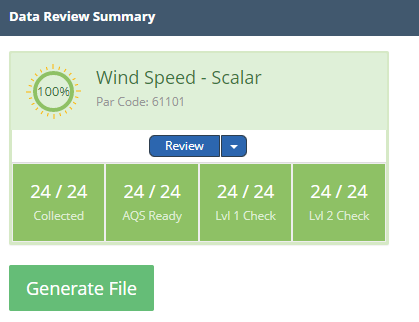 Data Review Summary
100%
Wind Speed - Scalar
Par Code: 61101
Review
24 / 24 24 / 24 24 / 24 24 / 24
Collected AQS Ready Lvl 1 Check Lvl 2 Check
Generate File